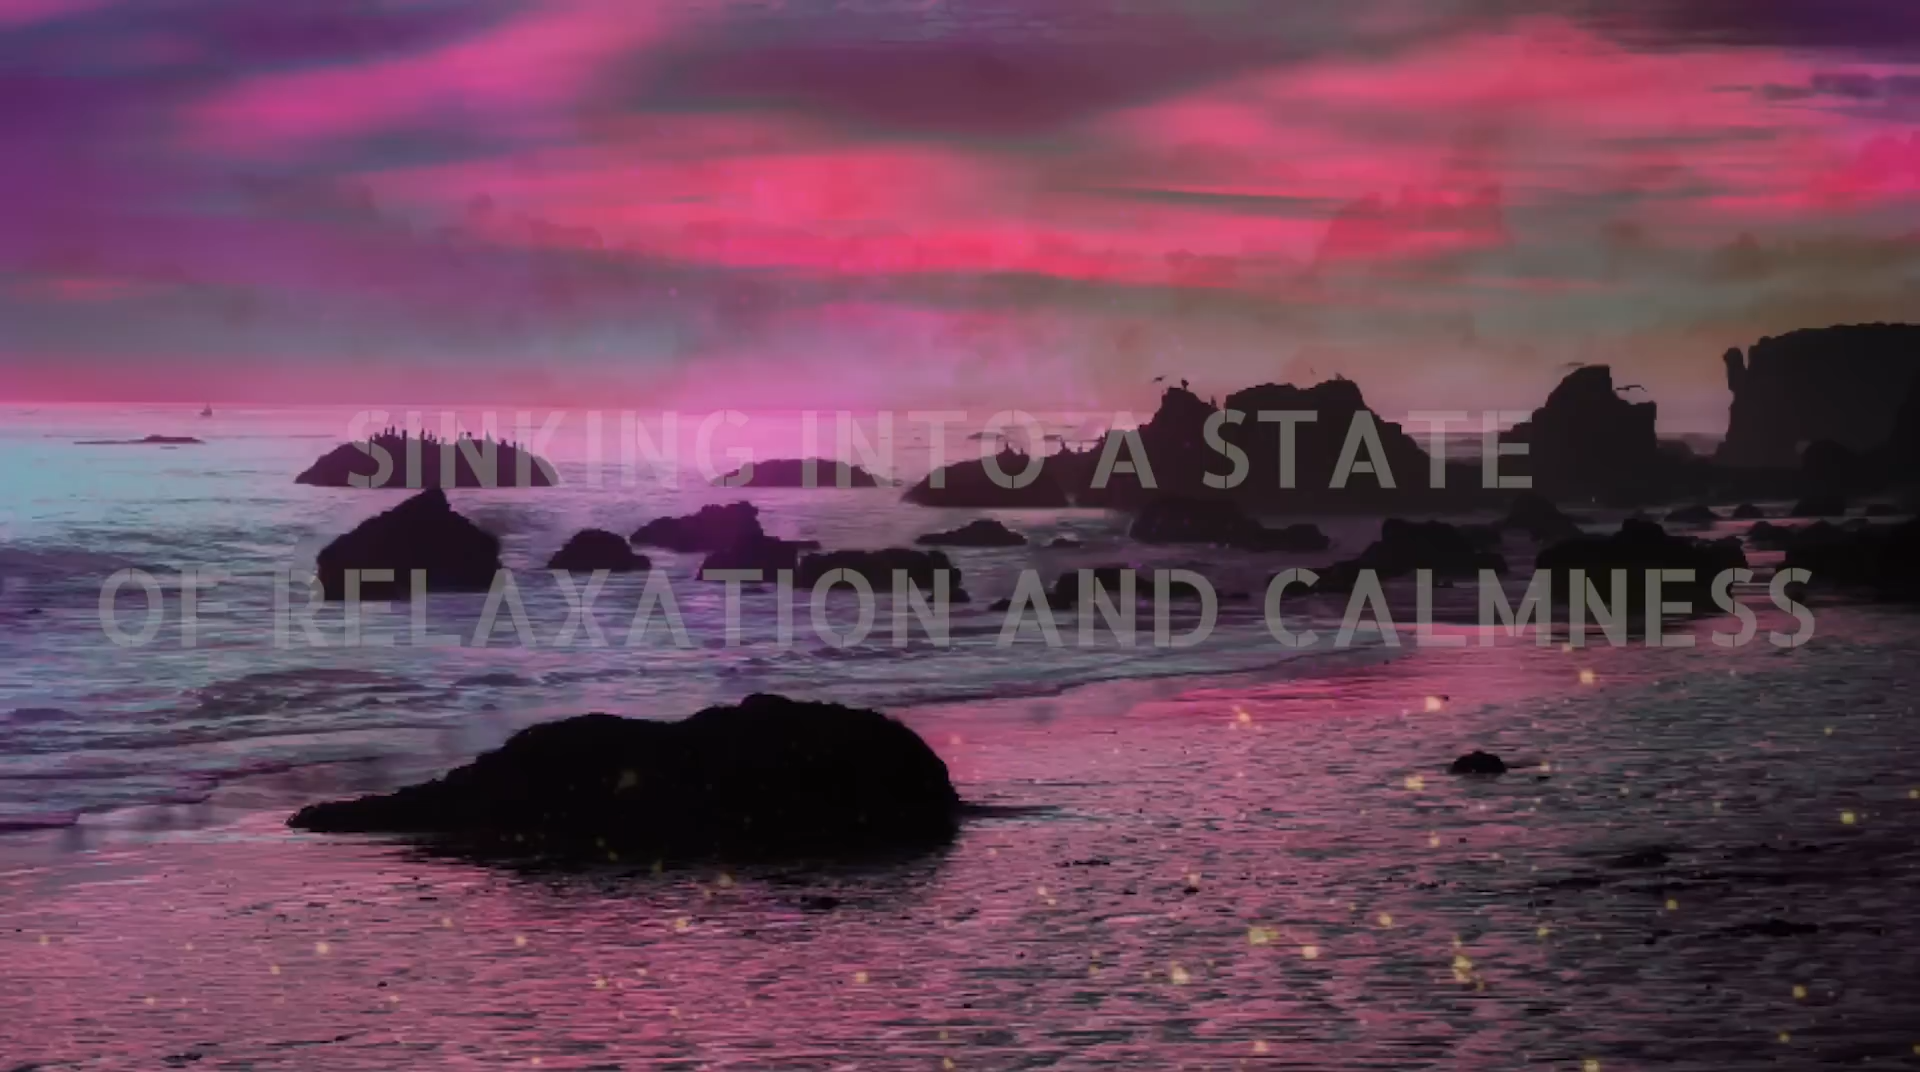 SINKING INTO A STATE
OF RELAXATION AND CALMNESS